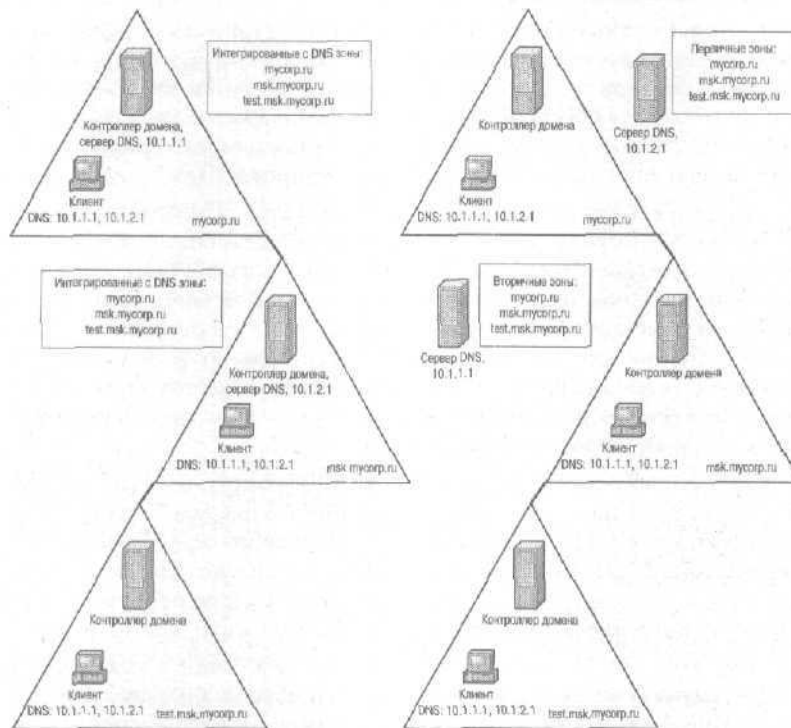 Интегрированные с DNS зоны:
mycorp.ru
msk.mycorp.ru
test.msk.mycorp.ru
Контроллер домена,
сервер DNS, 10.1.1.1
Клиент
DNS: 10.1.1.1, 10.1.2.1
mycorp.ru
Интегрированные с DNS зоны:
mycorp.ru
msk.mycorp.ru
test.msk.mycorp.ru
Контроллер домена,
сервер DNS, 10.1.2.1
Клиент
DNS: 10.1.1.1, 10.1.2.1
msk.mycorp.ru
Контроллер домена
Клиент
DNS: 10.1.1.1, 10.1.2.1
test.msk.mycorp.ru
Первичные зоны:
mycorp.ru
msk.mycorp.ru
test.msk.mycorp.ru
Контроллер домена
Сервер DNS,
10.1.2.1
Клиент
DNS: 10.1.1.1, 10.1.2.1
mycorp.ru
Вторичные зоны:
mycorp.ru
msk.mycorp.ru
test.msk.mycorp.ru
Сервер DNS,
10.1.1.1
Контроллер домена
Клиент
DNS: 10.1.1.1, 10.1.2.1
msk.mycorp.ru
Контроллер домена
Клиент
DNS: 10.1.1.1, 10.1.2.1
test.msk.mycorp.ru